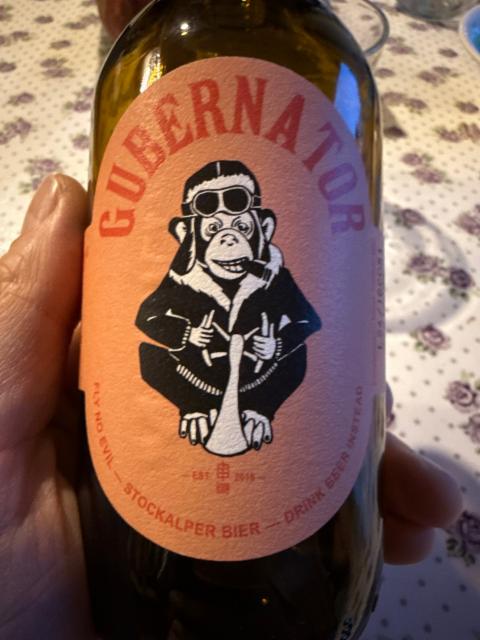 GUBERNATOR
EST. 2016
FLY NO EVIL — STOCKALPER BIER — DRINK BEER INSTEAD